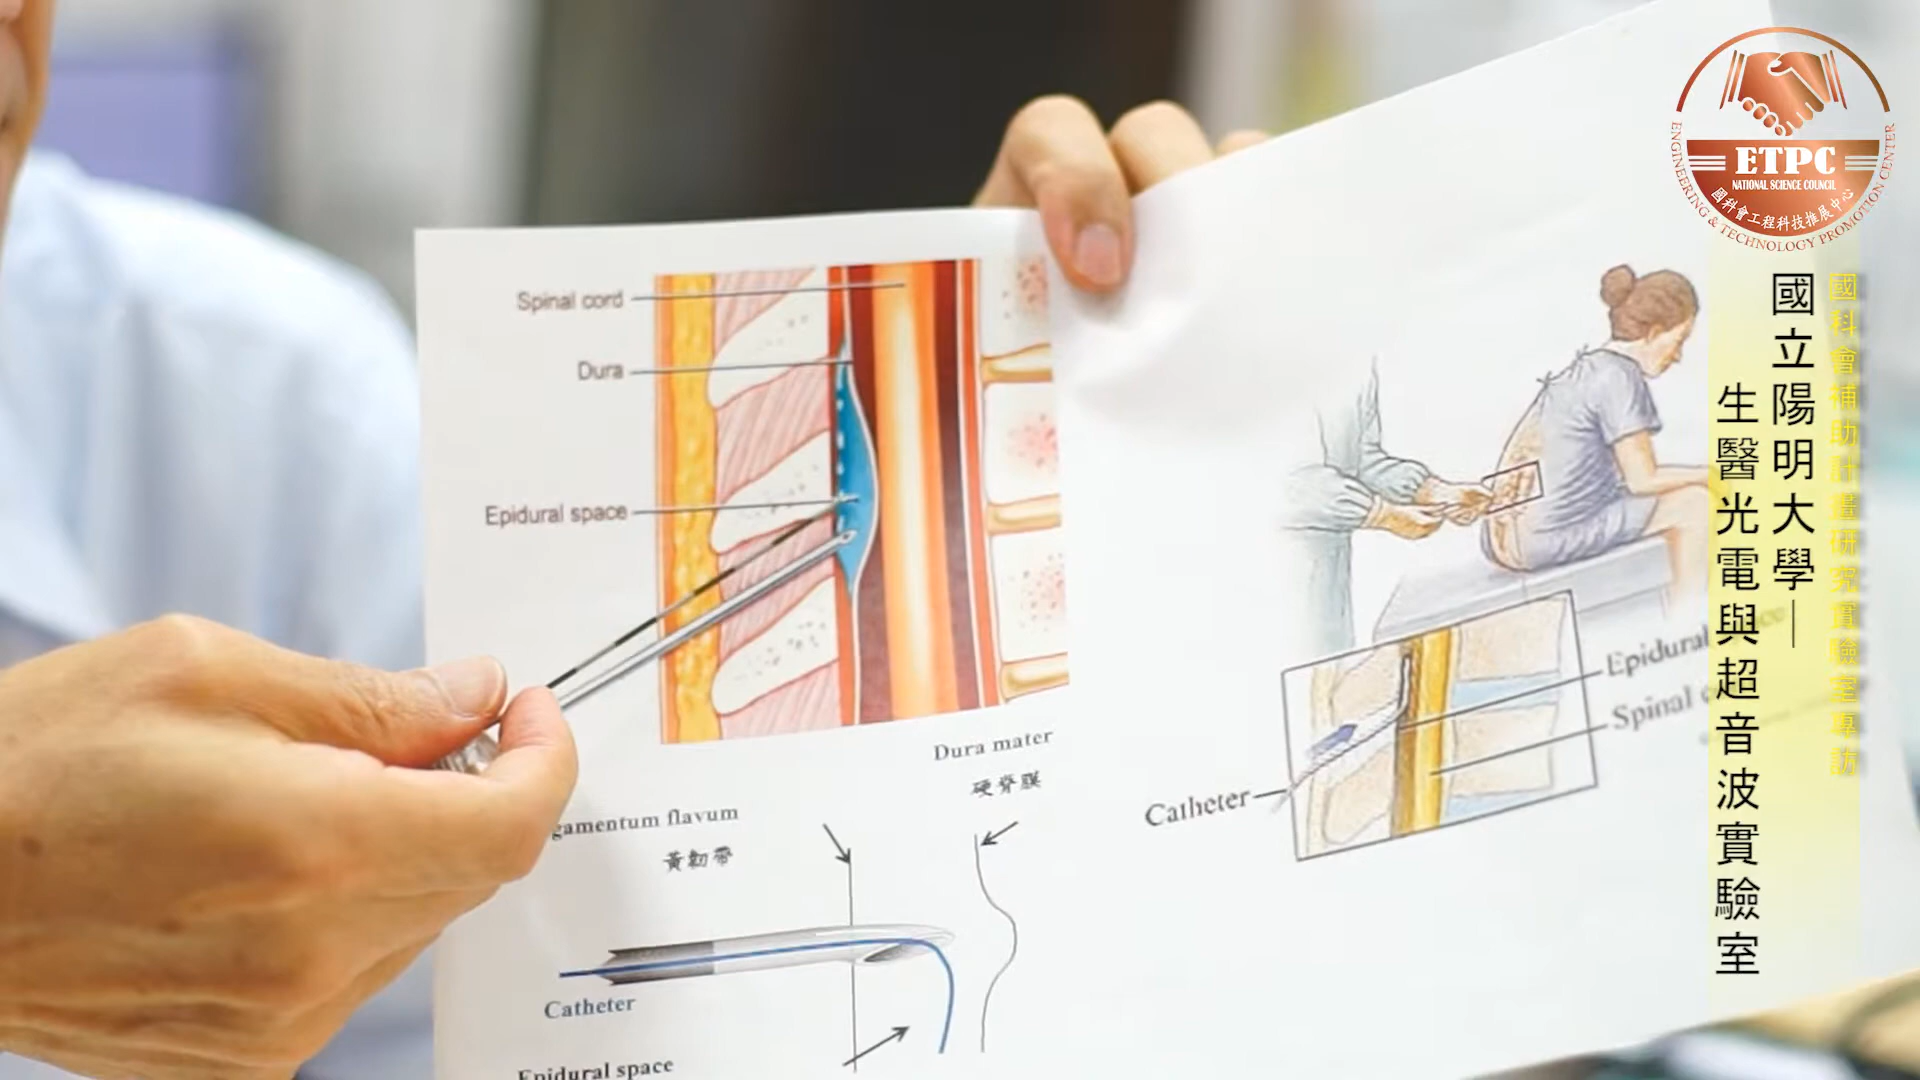 Spinal cord
Dura
Epidural space
Dura mater
硬脊膜
gamentum flavum
黃韌帶
Catheter
Epidural space
Epidural
Spinal
Catheter
ETPC
NATIONAL SCIENCE COUNCIL
國科會工程科技推展中心
ENGINEERING & TECHNOLOGY PROMOTION CENTER
國科會補助計畫研究實驗室專訪
國立陽明大學—
生醫光電與超音波實驗室